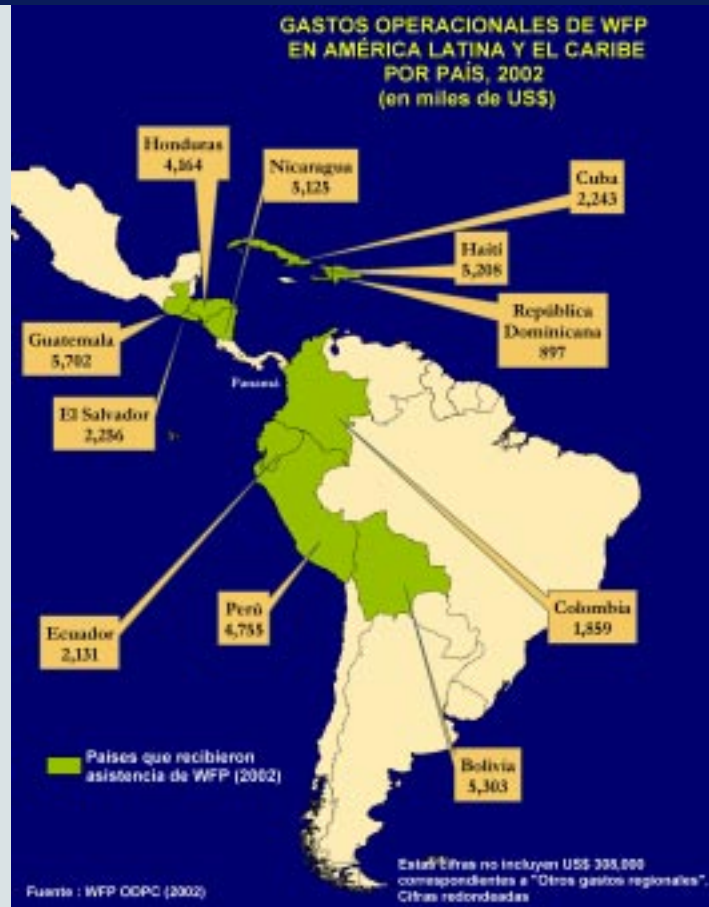 GASTOS OPERACIONALES DE WFP
EN AMÉRICA LATINA Y EL CARIBE
POR PAÍS, 2002
(en miles de US$)
Honduras
4,164
Nicaragua
5,125
Cuba
2,243
Haití
5,208
República
Dominicana
897
Guatemala
5,702
Panamá
El Salvador
2,256
Ecuador
2,131
Perú
4,755
Colombia
1,859
Bolivia
5,303
Países que recibieron
asistencia de WFP (2002)
Fuente : WFP ODPC (2002)
Estas cifras no incluyen US$ 308,000
correspondientes a "Otros gastos regionales".
Cifras redondeadas